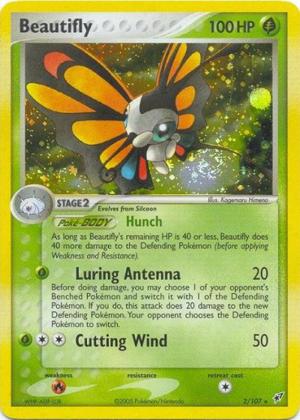 Beautifly 100 HP
Illus. Kagemaru Himeno
STAGE 2
Evolves from Silcoon
Poké-BODY Hunch
As long as Beautifly's remaining HP is 40 or less, Beautifly does
40 more damage to the Defending Pokémon (before applying
Weakness and Resistance).
Luring Antenna 20
Before doing damage, you may choose 1 of your opponent's
Benched Pokémon and switch it with 1 of the Defending
Pokémon. If you do, this attack does 20 damage to the new
Defending Pokémon. Your opponent chooses the Defending
Pokémon to switch.
Cutting Wind 50
weakness resistance retreat cost
©2005 Pokémon/Nintendo
2/107 ★